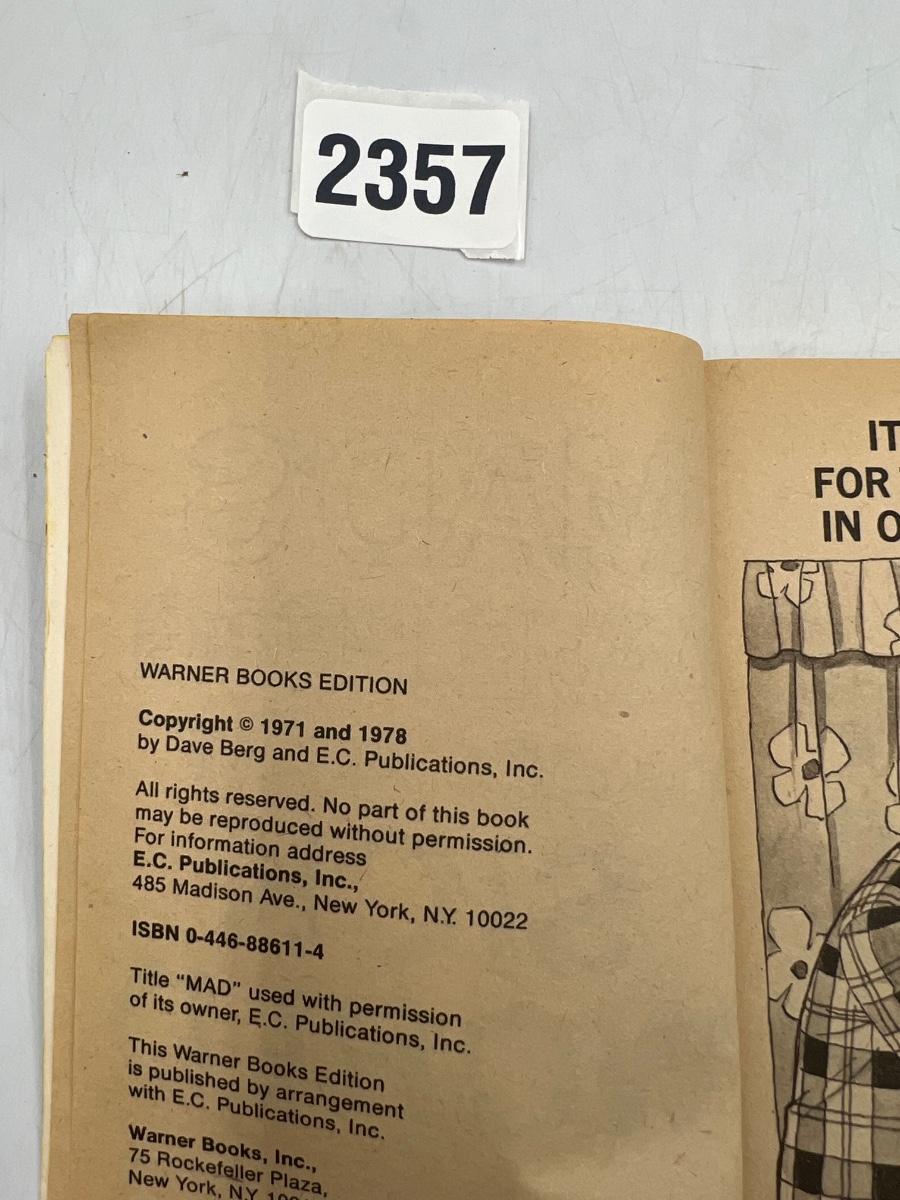 2357
WARNER BOOKS EDITION
Copyright © 1971 and 1978
by Dave Berg and E.C. Publications, Inc.
All rights reserved. No part of this book
may be reproduced without permission.
For information address
E.C. Publications, Inc.,
485 Madison Ave., New York, N.Y. 10022
ISBN 0-446-88611-4
Title “MAD” used with permission
of its owner, E.C. Publications, Inc.
This Warner Books Edition
is published by arrangement
with E.C. Publications, Inc.
Warner Books, Inc.,
75 Rockefeller Plaza,
New York, N.Y.
IT
FOR
IN